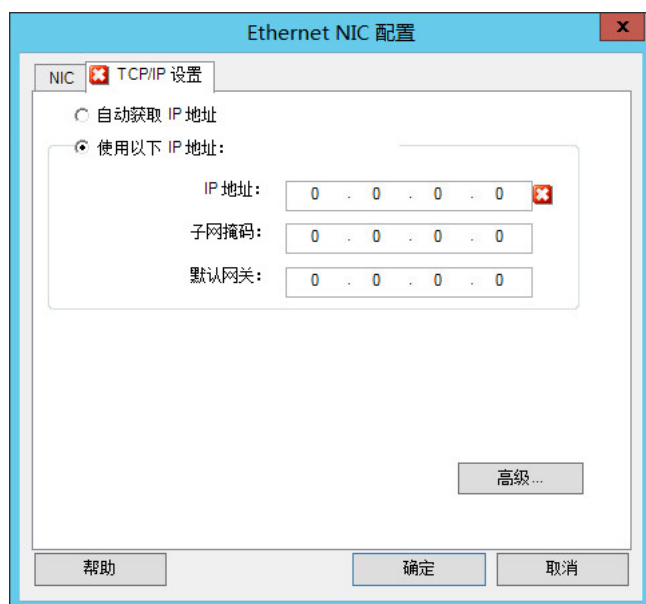 Ethernet NIC 配置
x
NIC
TCP/IP 设置
自动获取 IP 地址
使用以下 IP 地址:
IP 地址: 0 . 0 . 0 . 0
子网掩码: 0 . 0 . 0 . 0
默认网关: 0 . 0 . 0 . 0
高级...
帮助 确定 取消